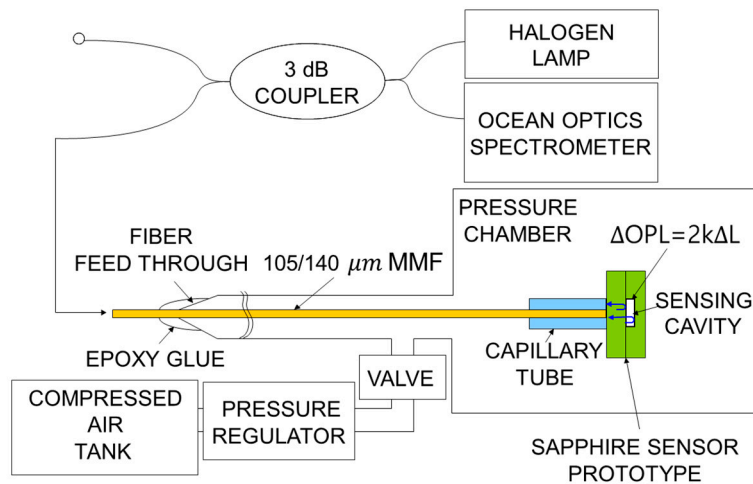 HALOGEN
LAMP
3 dB
COUPLER
OCEAN OPTICS
SPECTROMETER
PRESSURE
CHAMBER
FIBER
FEED THROUGH
105/140 𝜇𝑚 MMF
ΔOPL=2kΔL
SENSING
CAVITY
EPOXY GLUE
CAPILLARY
TUBE
VALVE
COMPRESSED
AIR
TANK
PRESSURE
REGULATOR
SAPPHIRE SENSOR
PROTOTYPE